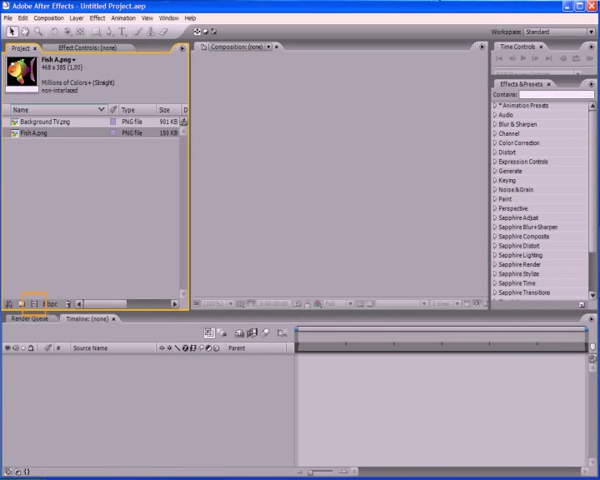 Adobe After Effects - Untitled Project.aep
File Edit Composition Layer Effect Animation View Window Help
Workspace: Standard
Project Effect Controls: (none)
Composition: (none)
Time Controls
Fish A.png
468 x 385 (1,00)
Millions of Colors+ (Straight)
non-interlaced
Effects & Presets
Contains:
Name Type Size D
Background TV.png PNG file 901 KB
Fish A.png PNG file 150 KB
* Animation Presets
Audio
Blur & Sharpen
Channel
Color Correction
Distort
Expression Controls
Generate
Keying
Noise & Grain
Paint
Perspective
Sapphire Adjust
Sapphire Blur+Sharpen
Sapphire Composite
Sapphire Distort
Sapphire Lighting
Sapphire Render
Sapphire Stylize
Sapphire Time
Sapphire Transitions
Render Queue Timeline: (none)
# Source Name Parent